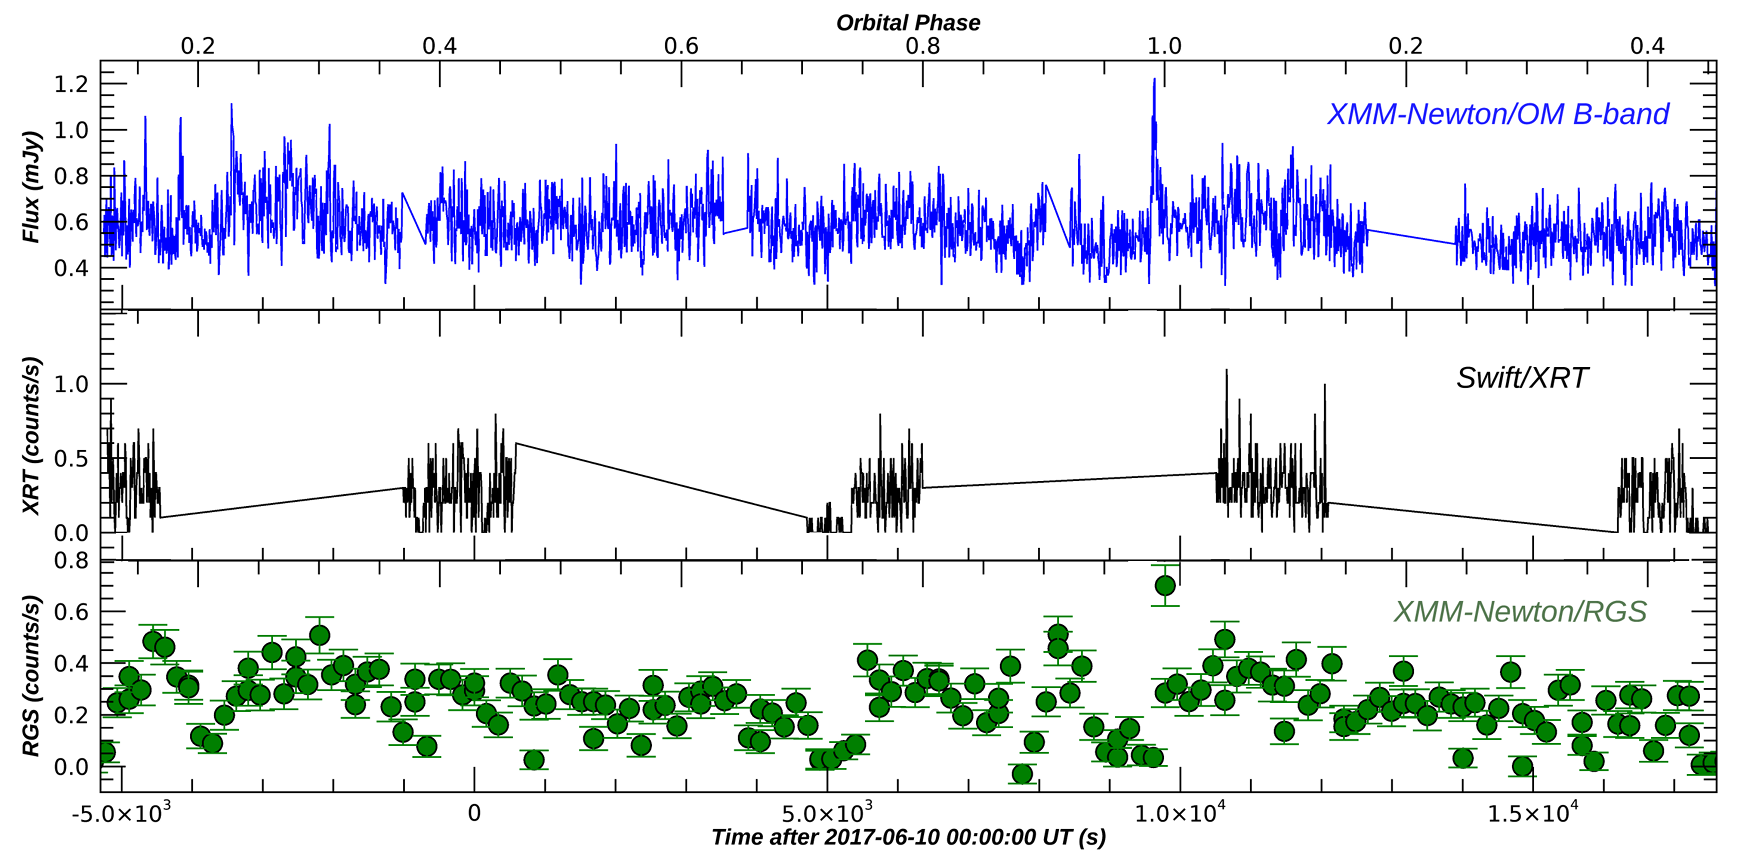 Orbital Phase
0.2 0.4 0.6 0.8 1.0 0.2 0.4
Flux (mJy)
1.2
1.0
0.8
0.6
0.4
XMM-Newton/OM B-band
XRT (counts/s)
1.0
0.5
0.0
Swift/XRT
RGS (counts/s)
0.8
0.6
0.4
0.2
0.0
XMM-Newton/RGS
-5.0×10³ 0 5.0×10³ 1.0×10⁴ 1.5×10⁴
Time after 2017-06-10 00:00:00 UT (s)